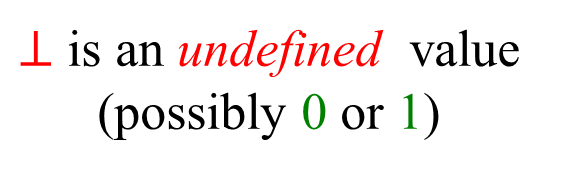 ⊥ is an undefined value
(possibly 0 or 1)